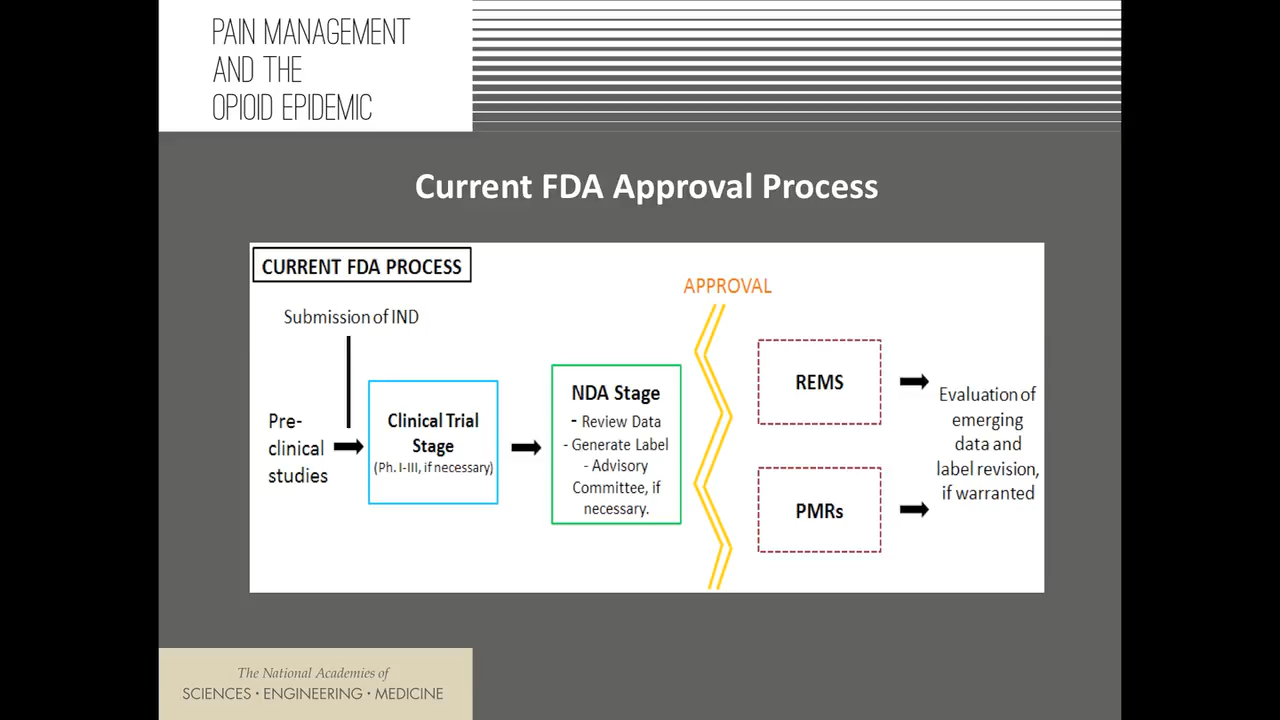 PAIN MANAGEMENT
AND THE
OPIOID EPIDEMIC
Current FDA Approval Process
CURRENT FDA PROCESS
Submission of IND
Pre-
clinical
studies
Clinical Trial
Stage
(Ph. I-III, if necessary)
NDA Stage
- Review Data
- Generate Label
- Advisory
Committee, if
necessary.
APPROVAL
REMS
PMRs
Evaluation of
emerging
data and
label revision,
if warranted
The National Academies of
SCIENCES • ENGINEERING • MEDICINE